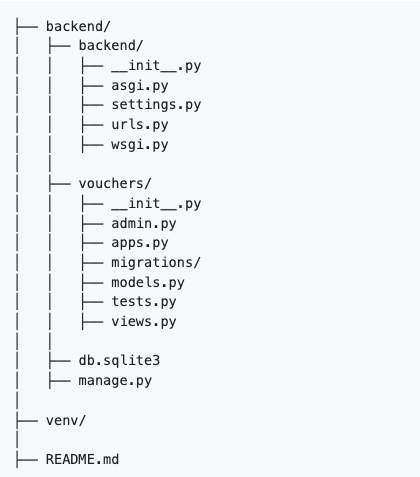 ├── backend/
│   ├── backend/
│   │   ├── __init__.py
│   │   ├── asgi.py
│   │   ├── settings.py
│   │   ├── urls.py
│   │   ├── wsgi.py
│   │
│   ├── vouchers/
│   │   ├── __init__.py
│   │   ├── admin.py
│   │   ├── apps.py
│   │   ├── migrations/
│   │   ├── models.py
│   │   ├── tests.py
│   │   ├── views.py
│   │
│   ├── db.sqlite3
│   ├── manage.py
│
├── venv/
│
├── README.md